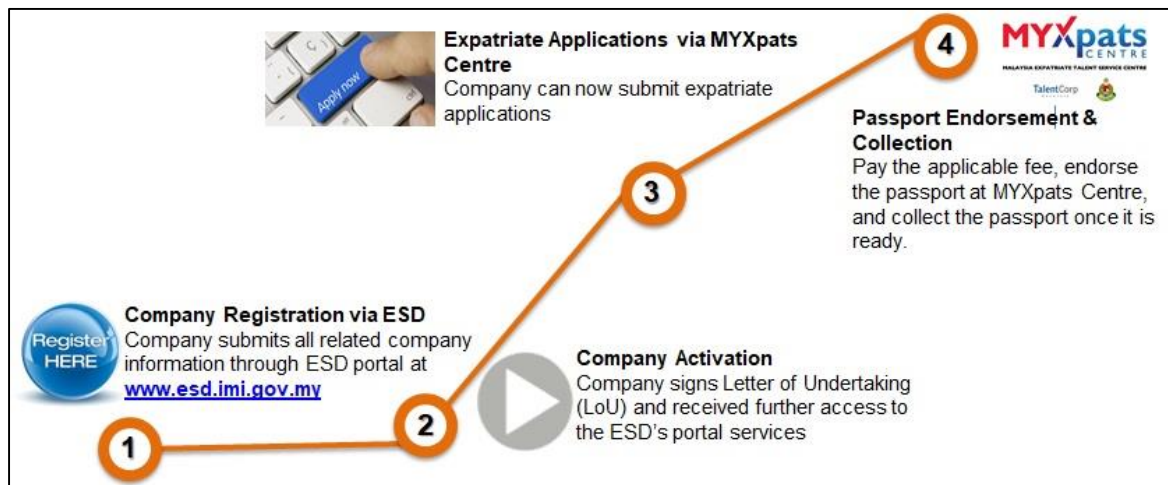 Register
HERE
Company Registration via ESD
Company submits all related company
information through ESD portal at
www.esd.imi.gov.my
1
2
Company Activation
Company signs Letter of Undertaking
(LoU) and received further access to
the ESD's portal services
Apply now
Expatriate Applications via MYXpats
Centre
Company can now submit expatriate
applications
3
4
MYXpats
CENTRE
MALAYSIA EXPATRIATE TALENT SERVICE CENTRE
TalentCorp
Passport Endorsement &
Collection
Pay the applicable fee, endorse
the passport at MYXpats Centre,
and collect the passport once it is
ready.